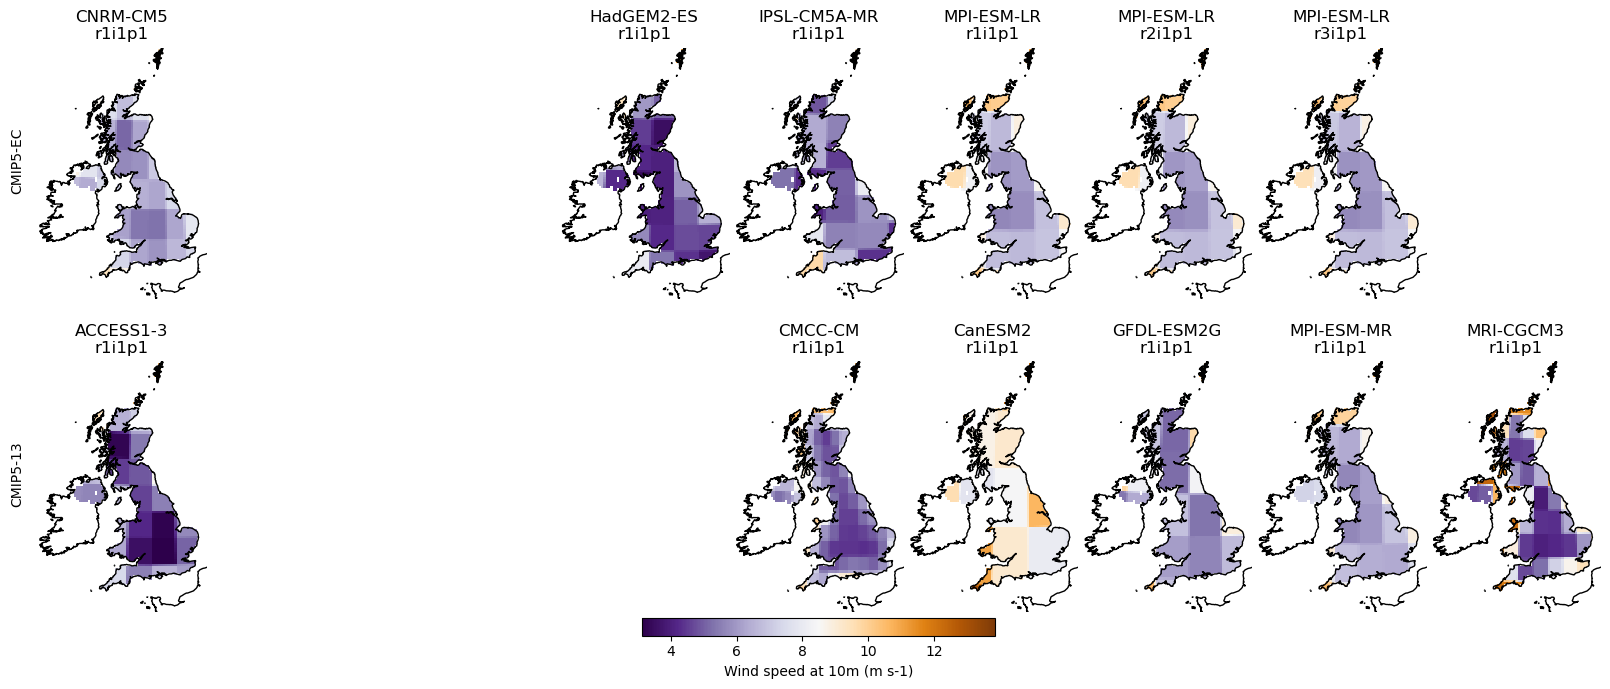 CNRM-CM5
r1i1p1
HadGEM2-ES
r1i1p1
IPSL-CM5A-MR
r1i1p1
MPI-ESM-LR
r1i1p1
MPI-ESM-LR
r2i1p1
MPI-ESM-LR
r3i1p1
CMIP5-EC
ACCESS1-3
r1i1p1
CMCC-CM
r1i1p1
CanESM2
r1i1p1
GFDL-ESM2G
r1i1p1
MPI-ESM-MR
r1i1p1
MRI-CGCM3
r1i1p1
CMIP5-13
4 6 8 10 12
Wind speed at 10m (m s-1)